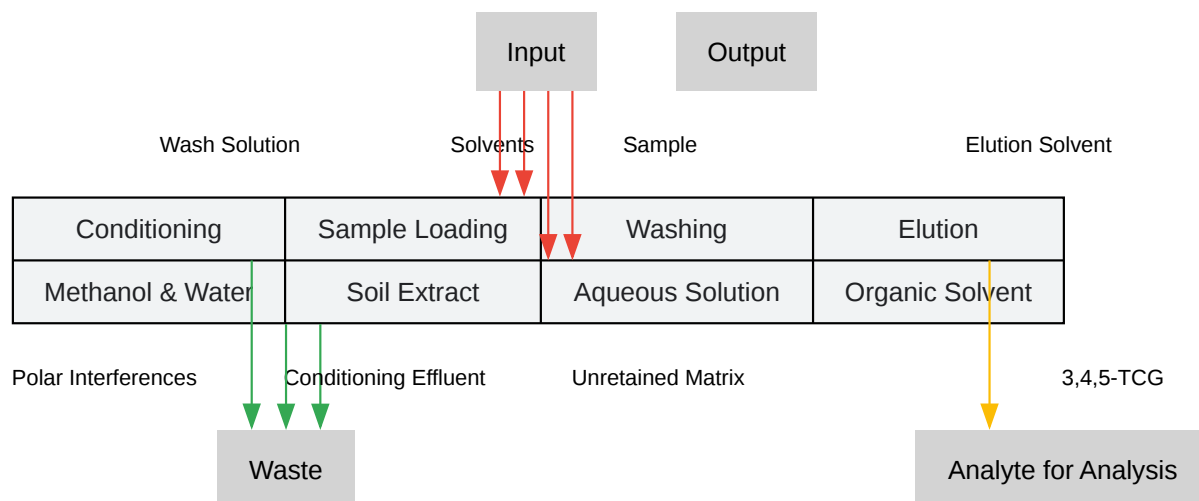 Input
Output
Wash Solution
Solvents
Sample
Elution Solvent
Conditioning
Sample Loading
Washing
Elution
Methanol & Water
Soil Extract
Aqueous Solution
Organic Solvent
Polar Interferences
Conditioning Effluent
Unretained Matrix
3,4,5-TCG
Waste
Analyte for Analysis